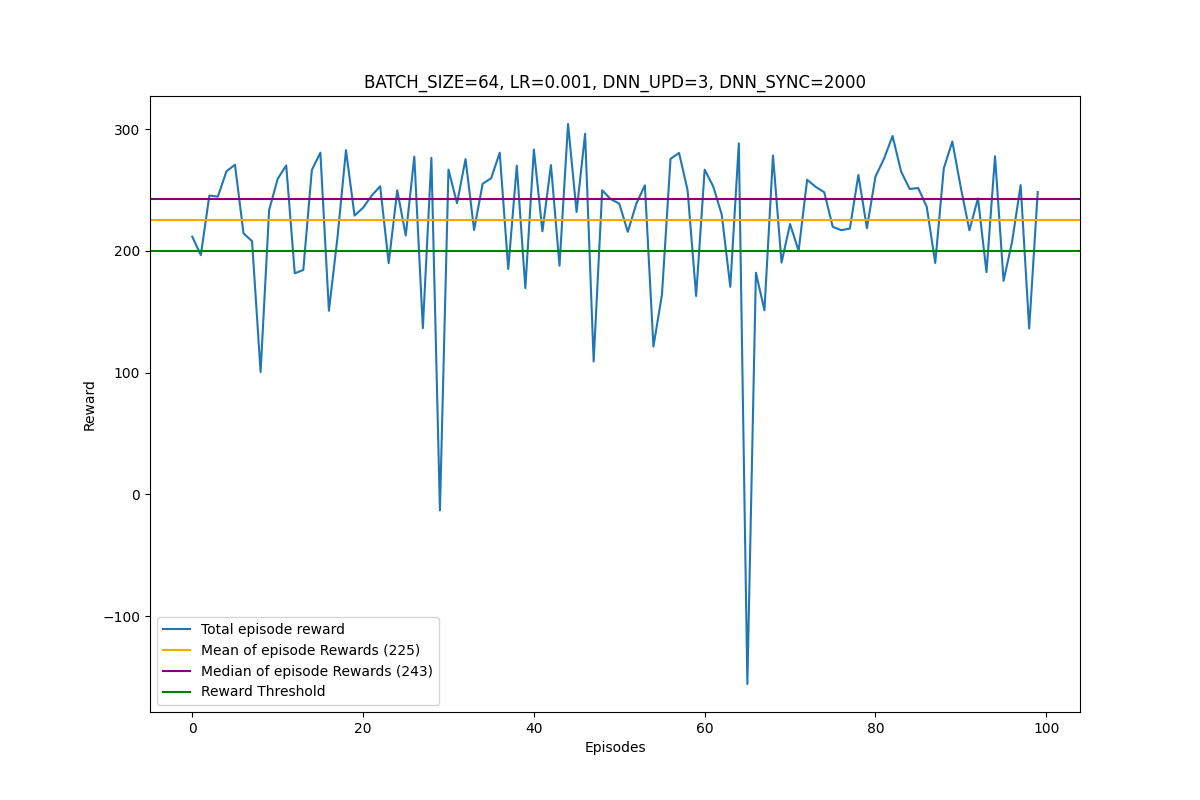 BATCH_SIZE=64, LR=0.001, DNN_UPD=3, DNN_SYNC=2000
300
200
100
0
−100
Reward
Total episode reward
Mean of episode Rewards (225)
Median of episode Rewards (243)
Reward Threshold
0 20 40 60 80 100
Episodes